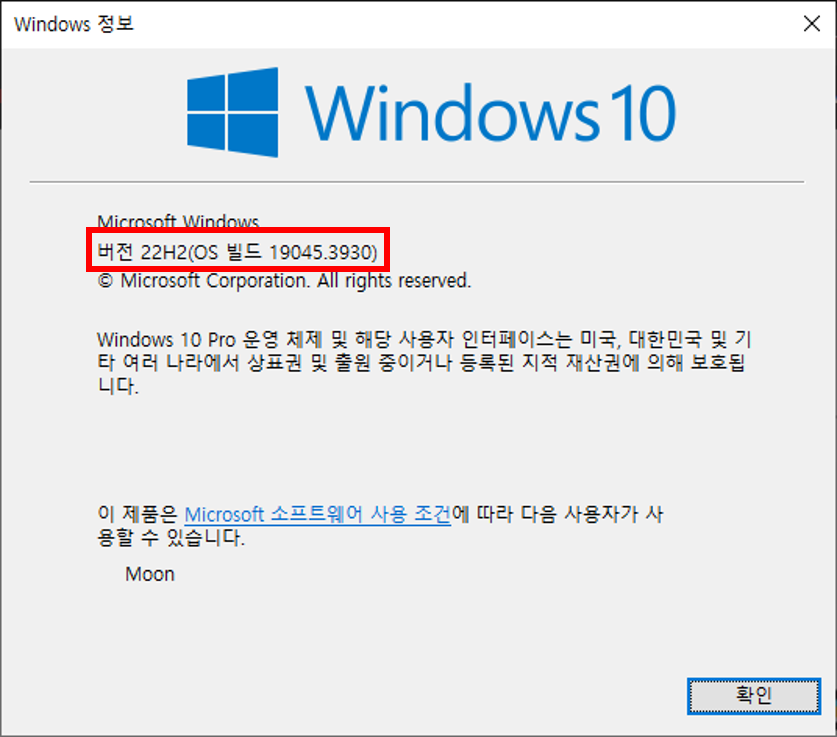 Windows 정보
Windows 10
Microsoft Windows
버전 22H2(OS 빌드 19045.3930)
© Microsoft Corporation. All rights reserved.
Windows 10 Pro 운영 체제 및 해당 사용자 인터페이스는 미국, 대한민국 및 기
타 여러 나라에서 상표권 및 출원 중이거나 등록된 지적 재산권에 의해 보호됩
니다.
이 제품은 Microsoft 소프트웨어 사용 조건에 따라 다음 사용자가 사
용할 수 있습니다.
Moon
확인